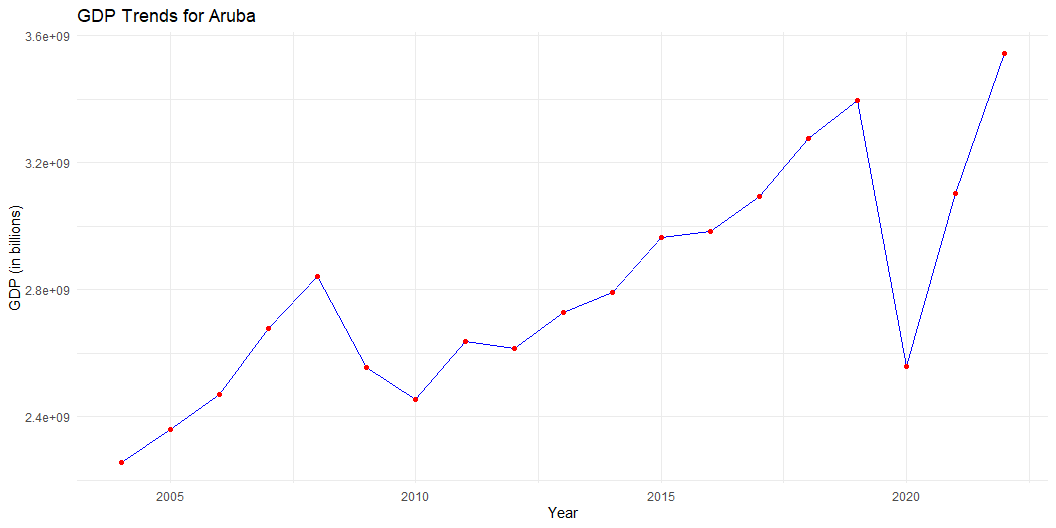 GDP Trends for Aruba
3.6e+09
3.2e+09
2.8e+09
2.4e+09
GDP (in billions)
2005 2010 2015 2020
Year